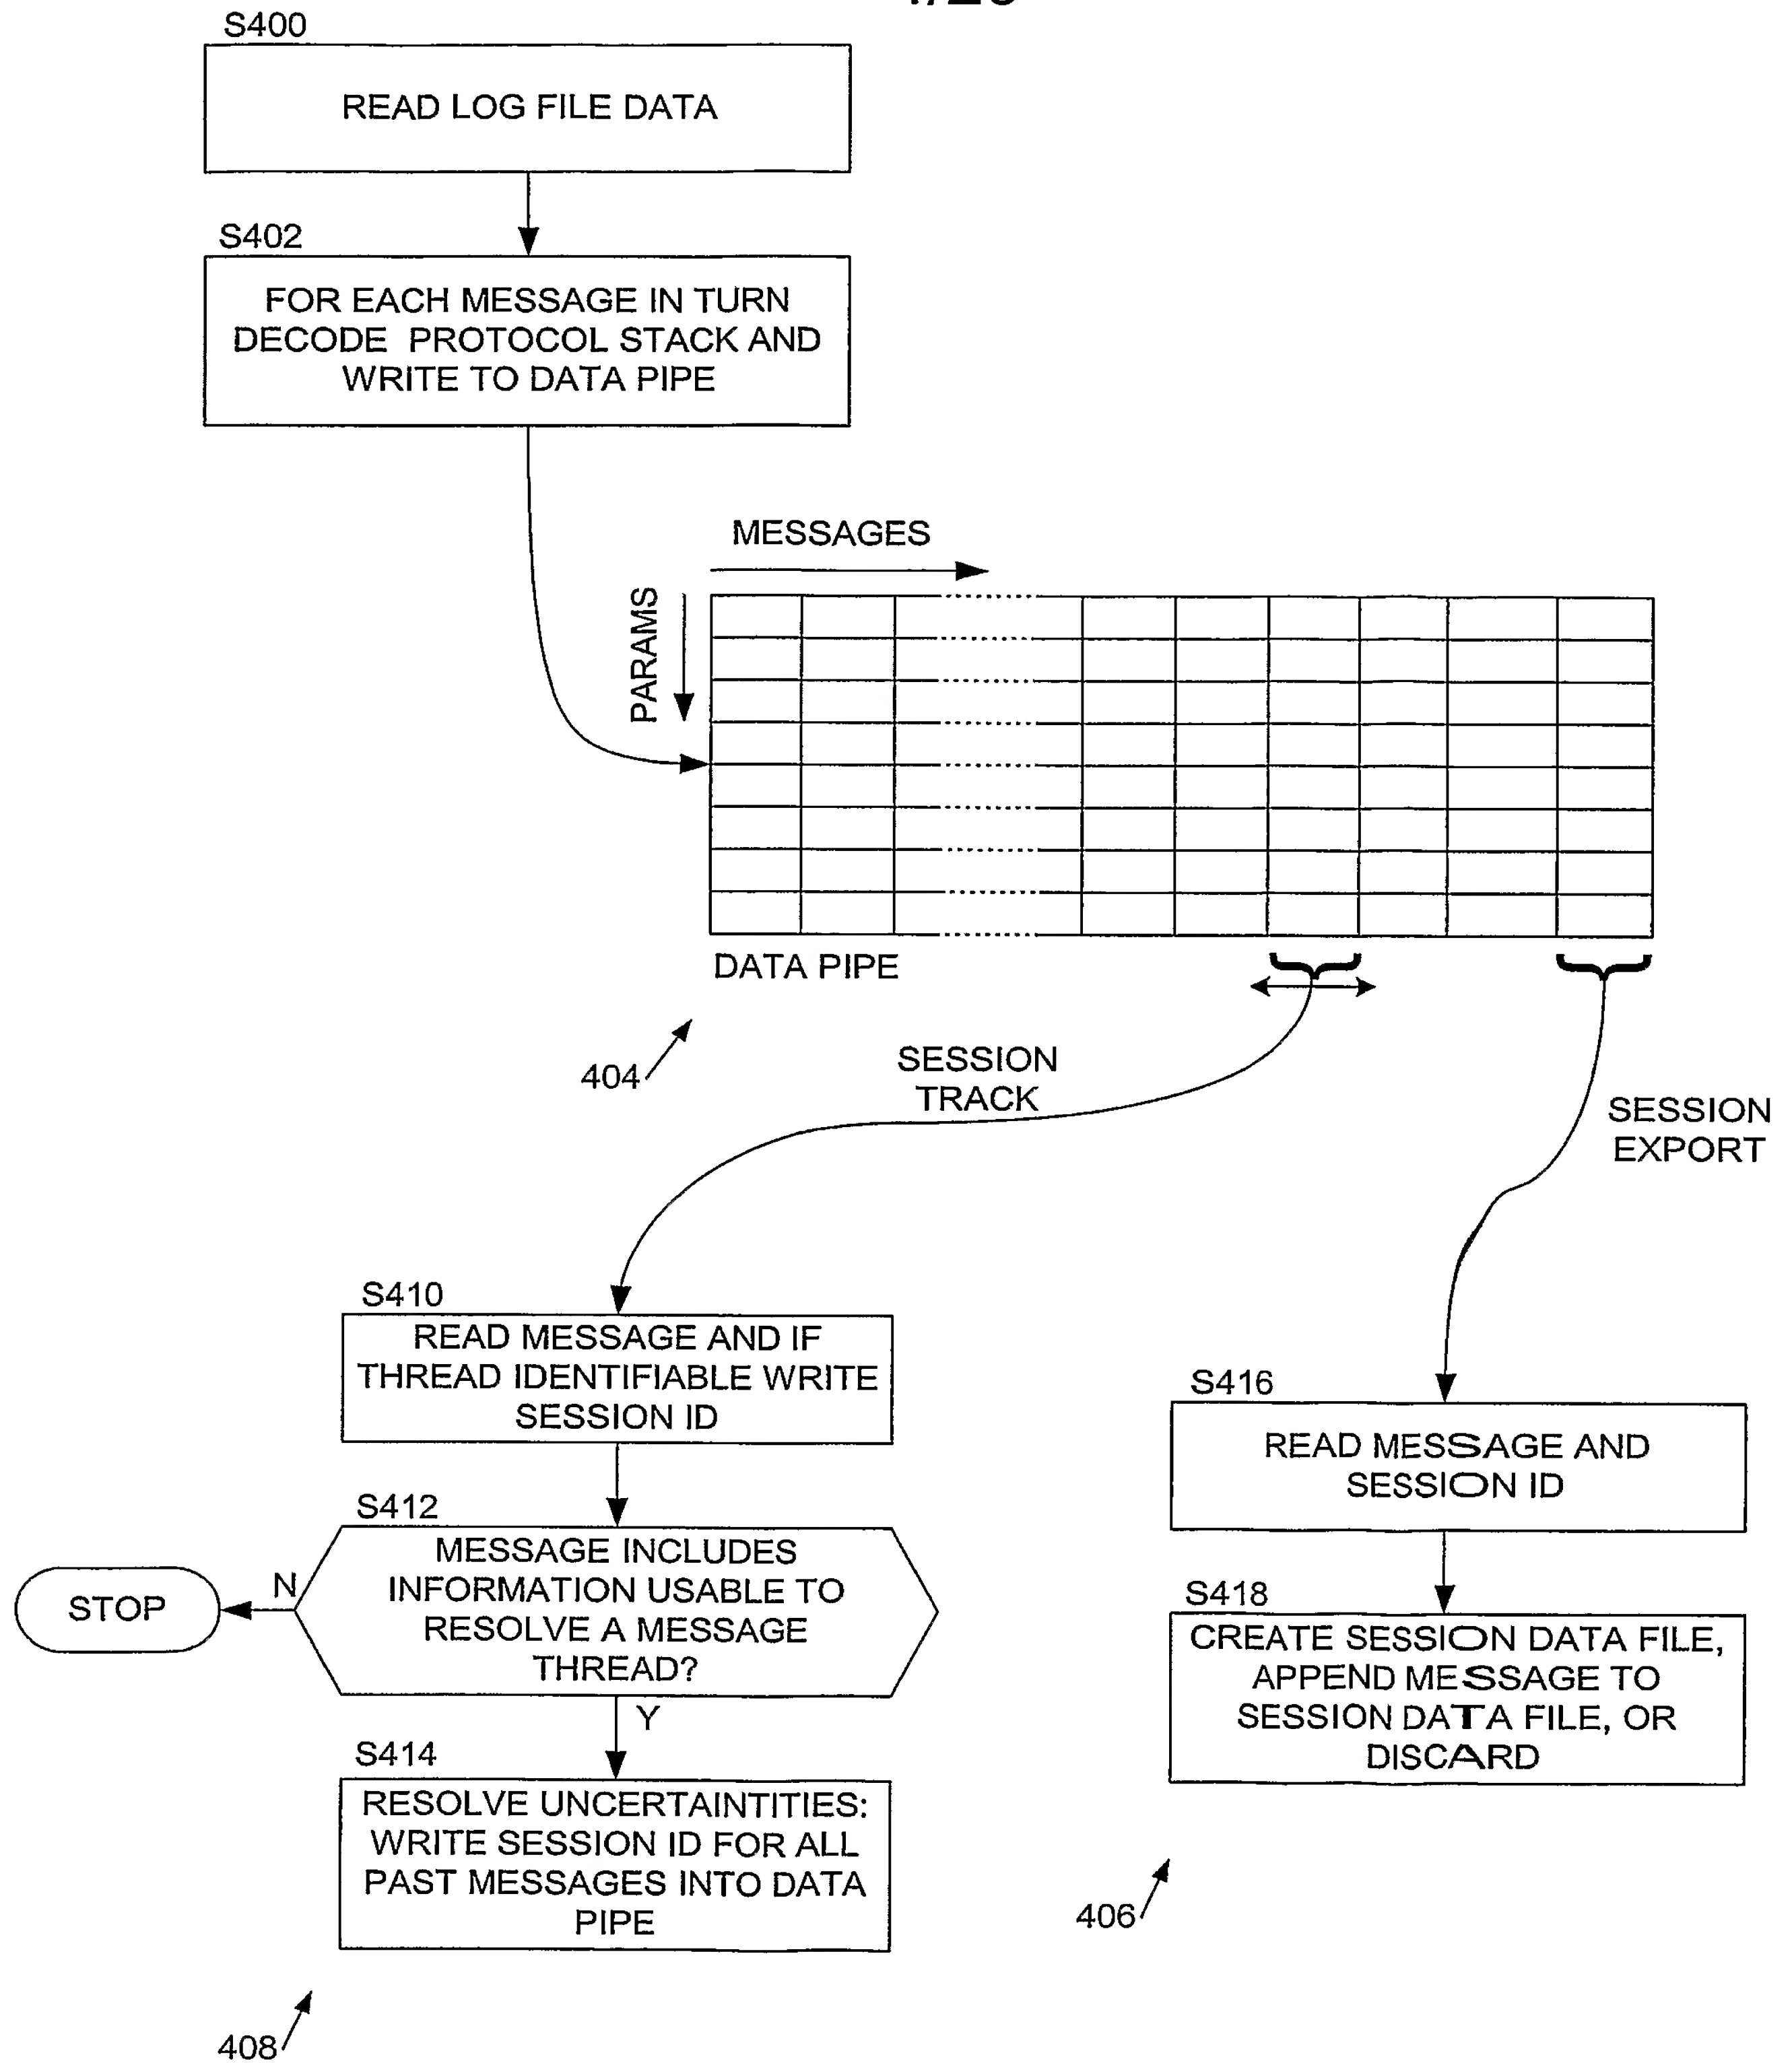 S400
READ LOG FILE DATA
S402
FOR EACH MESSAGE IN TURN
DECODE PROTOCOL STACK AND
WRITE TO DATA PIPE
MESSAGES
PARAMS
DATA PIPE
404
SESSION
TRACK
SESSION
EXPORT
S410
READ MESSAGE AND IF
THREAD IDENTIFIABLE WRITE
SESSION ID
S412
MESSAGE INCLUDES
INFORMATION USABLE TO
RESOLVE A MESSAGE
THREAD?
N
STOP
Y
S414
RESOLVE UNCERTAINTITIES:
WRITE SESSION ID FOR ALL
PAST MESSAGES INTO DATA
PIPE
408
S416
READ MESSAGE AND
SESSION ID
S418
CREATE SESSION DATA FILE,
APPEND MESSAGE TO
SESSION DATA FILE, OR
DISCARD
406